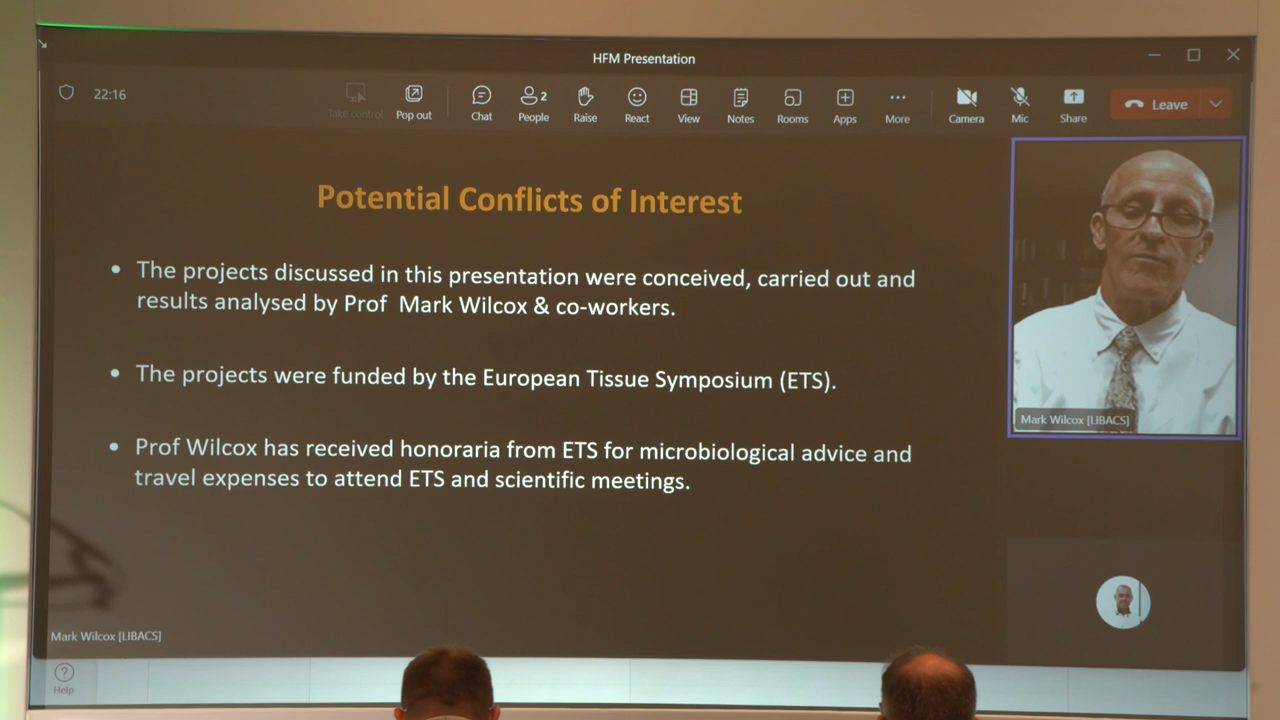 HFM Presentation
22:16
Take control
Pop out
Chat
People
2
Raise
React
View
Notes
Rooms
Apps
More
Camera
Mic
Share
Leave
Potential Conflicts of Interest
• The projects discussed in this presentation were conceived, carried out and
results analysed by Prof Mark Wilcox & co-workers.
• The projects were funded by the European Tissue Symposium (ETS).
• Prof Wilcox has received honoraria from ETS for microbiological advice and
travel expenses to attend ETS and scientific meetings.
Mark Wilcox [LIBACS]
Mark Wilcox [LIBACS]
Help